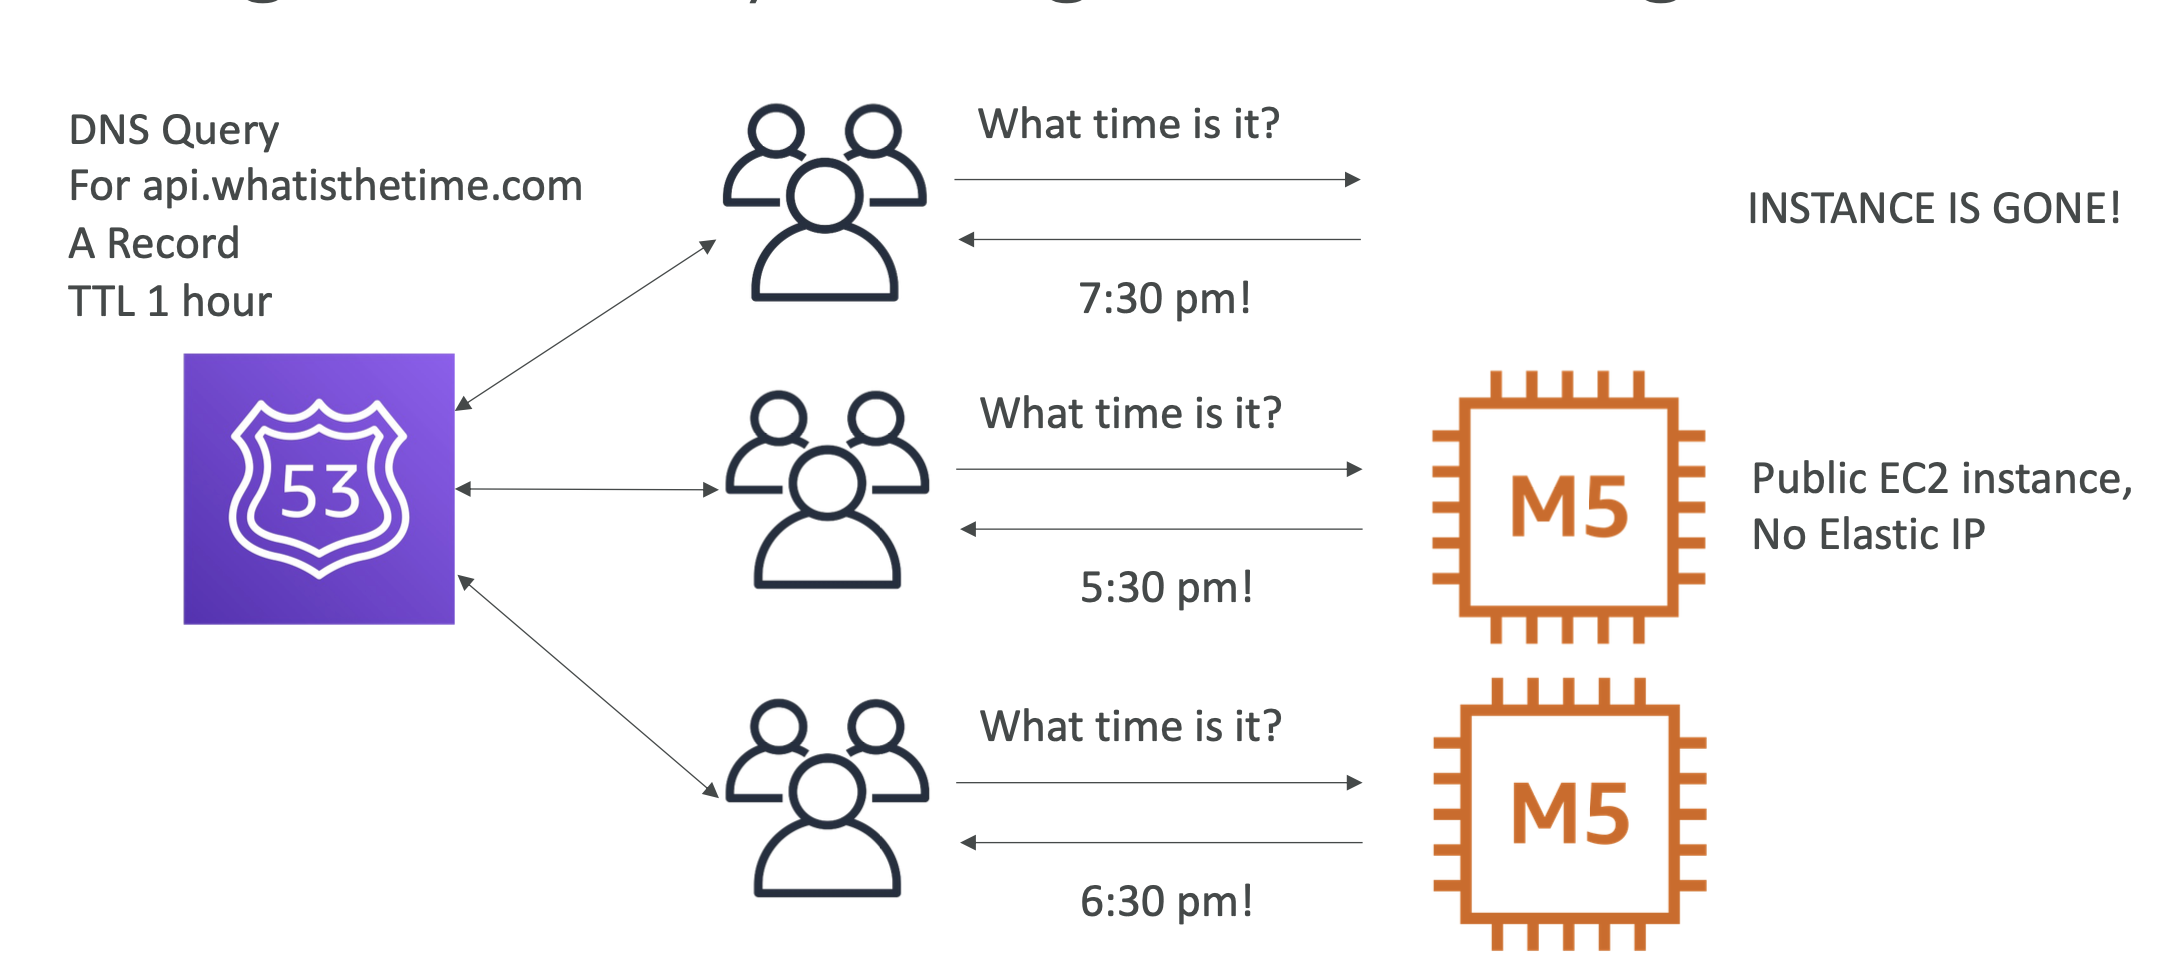 DNS Query
For api.whatisthetime.com
A Record
TTL 1 hour
53
What time is it?
7:30 pm!
INSTANCE IS GONE!
What time is it?
5:30 pm!
M5
Public EC2 instance,
No Elastic IP
What time is it?
6:30 pm!
M5